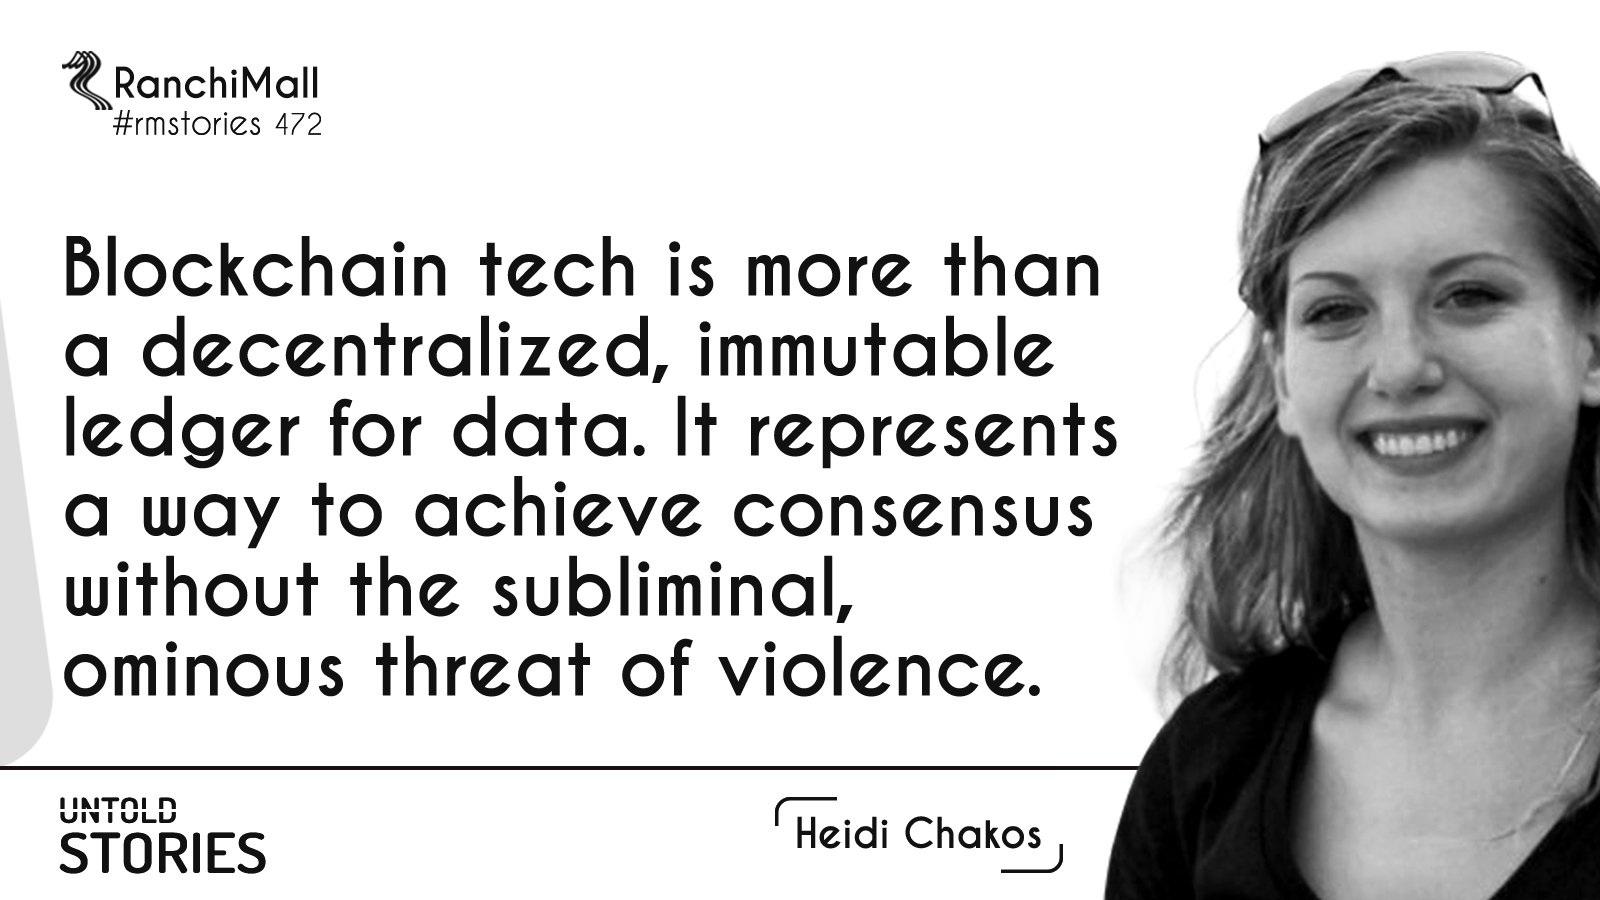 RanchiMall
#rmstories 472
Blockchain tech is more than
a decentralized, immutable
ledger for data. It represents
a way to achieve consensus
without the subliminal,
ominous threat of violence.
UNTOLD
STORIES
Heidi Chakos